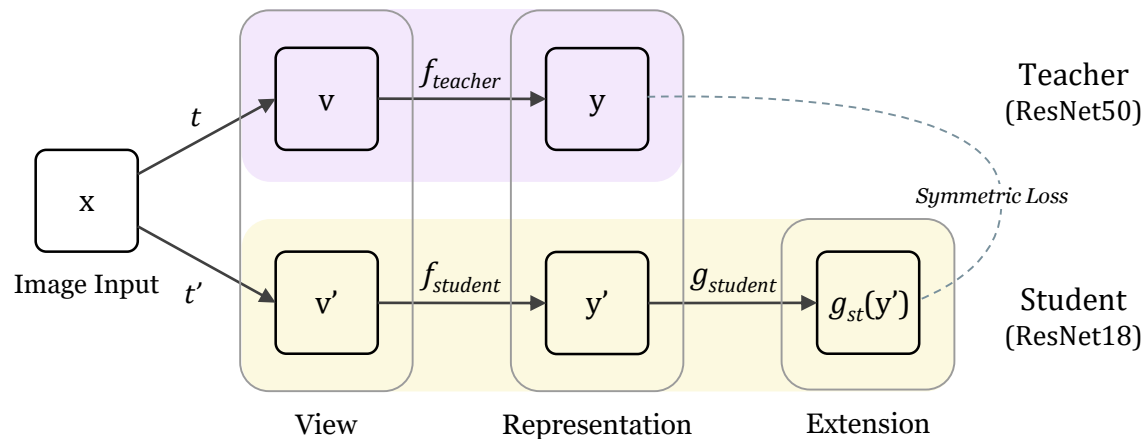 t
v
f_teacher
y
Teacher
(ResNet50)
x
Image Input
Symmetric Loss
t’
v’
f_student
y’
g_student
g_st(y’)
Student
(ResNet18)
View
Representation
Extension